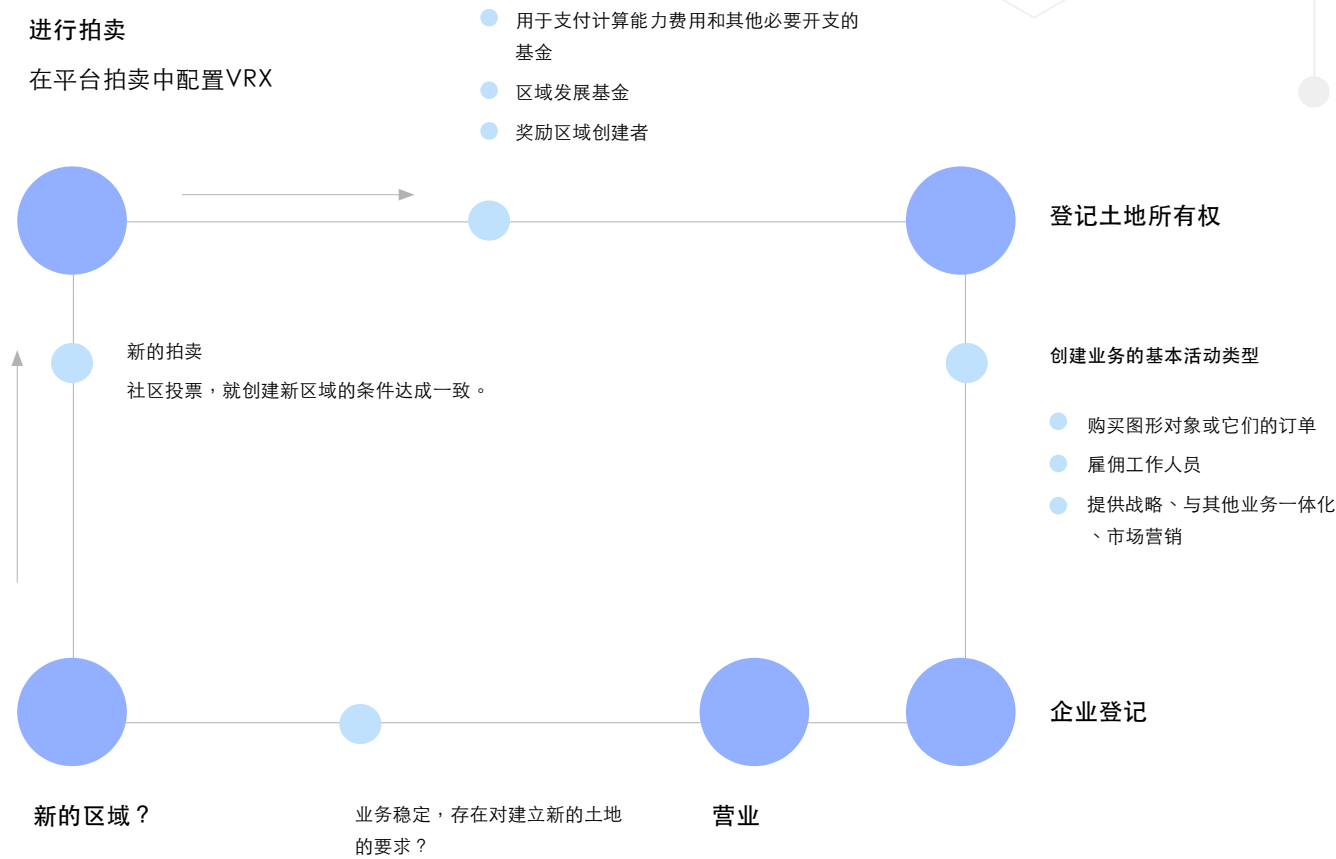 进行拍卖
在平台拍卖中配置VRX
用于支付计算能力费用和其他必要开支的
基金
区域发展基金
奖励区域创建者
登记土地所有权
新的拍卖
社区投票，就创建新区域的条件达成一致。
创建业务的基本活动类型
购买图形对象或它们的订单
雇佣工作人员
提供战略、与其他业务一体化
、市场营销
企业登记
新的区域？
业务稳定，存在对建立新的土地
的要求？
营业